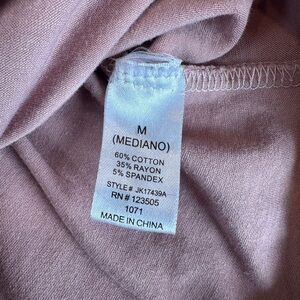 M
(MEDIANO)
60% COTTON
35% RAYON
5% SPANDEX
STYLE# JK17439A
RN# 123505
1071
MADE IN CHINA